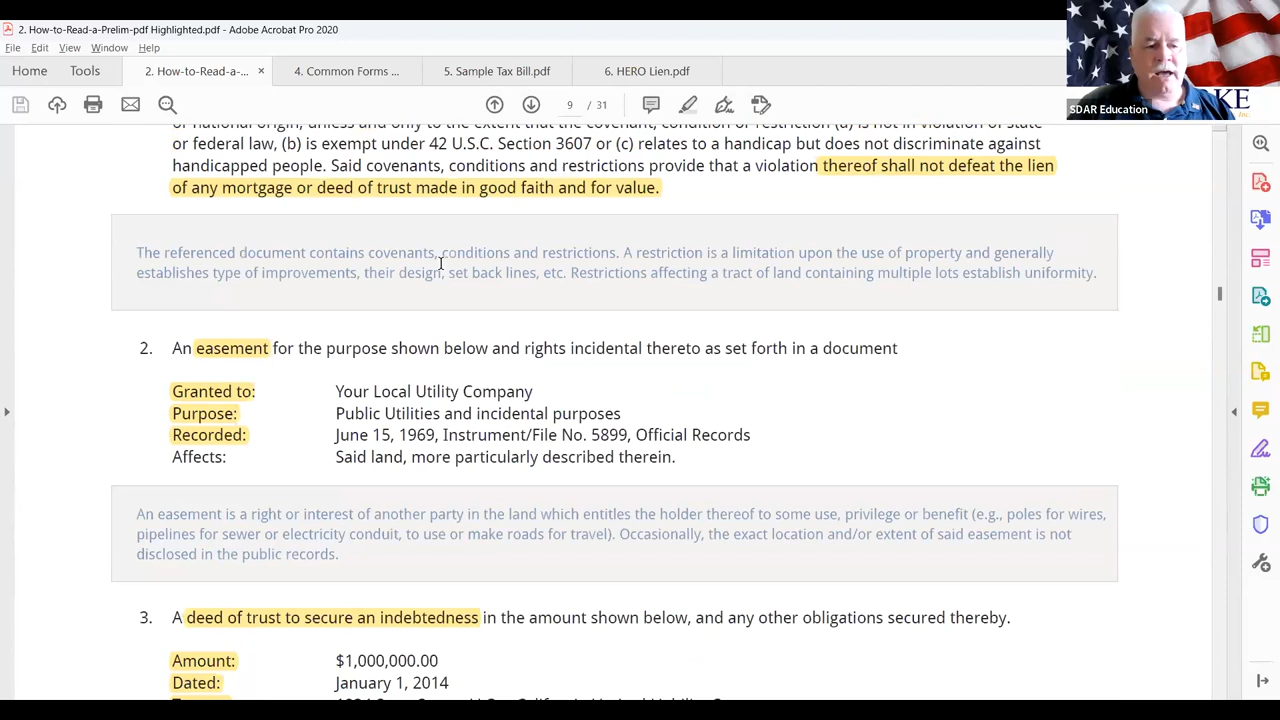 2. How-to-Read-a-Prelim-pdf Highlighted.pdf - Adobe Acrobat Pro 2020
File Edit View Window Help
Home Tools 2. How-to-Read-a-... × 4. Common Forms ... 5. Sample Tax Bill.pdf 6. HERO Lien.pdf
SDAR Education
KE
Inc.
9 / 31
or federal law, (b) is exempt under 42 U.S.C. Section 3607 or (c) relates to a handicap but does not discriminate against
handicapped people. Said covenants, conditions and restrictions provide that a violation thereof shall not defeat the lien
of any mortgage or deed of trust made in good faith and for value.
The referenced document contains covenants, conditions and restrictions. A restriction is a limitation upon the use of property and generally
establishes type of improvements, their design, set back lines, etc. Restrictions affecting a tract of land containing multiple lots establish uniformity.
2. An easement for the purpose shown below and rights incidental thereto as set forth in a document
Granted to: Your Local Utility Company
Purpose: Public Utilities and incidental purposes
Recorded: June 15, 1969, Instrument/File No. 5899, Official Records
Affects: Said land, more particularly described therein.
An easement is a right or interest of another party in the land which entitles the holder thereof to some use, privilege or benefit (e.g., poles for wires,
pipelines for sewer or electricity conduit, to use or make roads for travel). Occasionally, the exact location and/or extent of said easement is not
disclosed in the public records.
3. A deed of trust to secure an indebtedness in the amount shown below, and any other obligations secured thereby.
Amount: $1,000,000.00
Dated: January 1, 2014